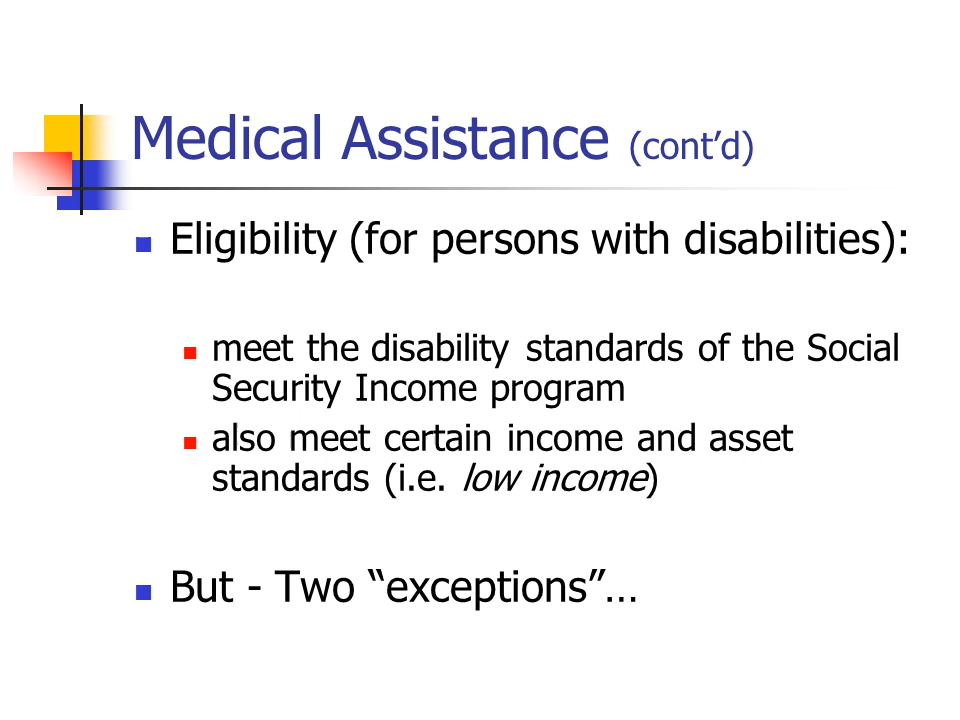 Medical Assistance (cont’d)
Eligibility (for persons with disabilities):
meet the disability standards of the Social
Security Income program
also meet certain income and asset
standards (i.e. low income)
But - Two “exceptions”…